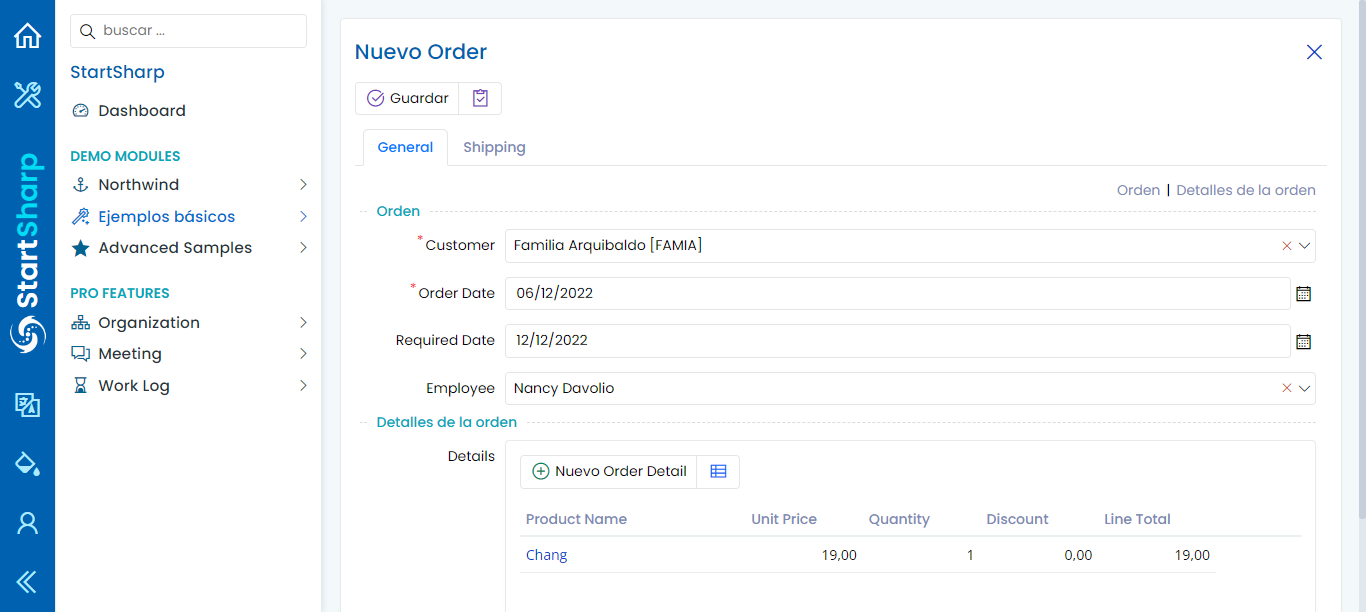 buscar ...
StartSharp
Dashboard
DEMO MODULES
Northwind
Ejemplos básicos
Advanced Samples
PRO FEATURES
Organization
Meeting
Work Log
StartSharp
Nuevo Order
Guardar
General Shipping
Orden | Detalles de la orden
Orden
*Customer Familia Arquibaldo [FAMIA]
*Order Date 06/12/2022
Required Date 12/12/2022
Employee Nancy Davolio
Detalles de la orden
Details
Nuevo Order Detail
Product Name Unit Price Quantity Discount Line Total
Chang 19,00 1 0,00 19,00